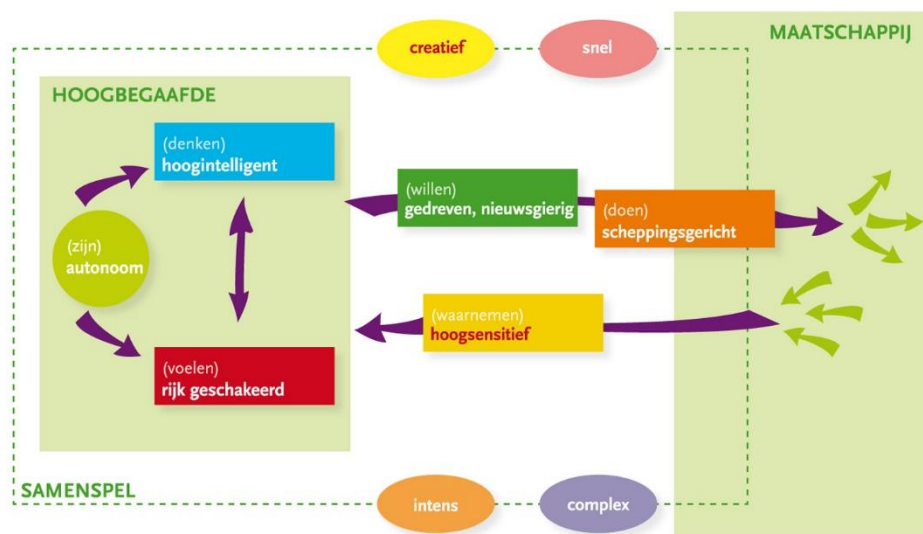 creatief
snel
MAATSCHAPPIJ
HOOGBEGAAFDE
(denken)
hoogintelligent
(willen)
gedreven, nieuwsgierig
(doen)
scheppingsgericht
(zijn)
autonoom
(waarnemen)
hoogsensitief
(voelen)
rijk geschakeerd
SAMENSPEL
intens
complex